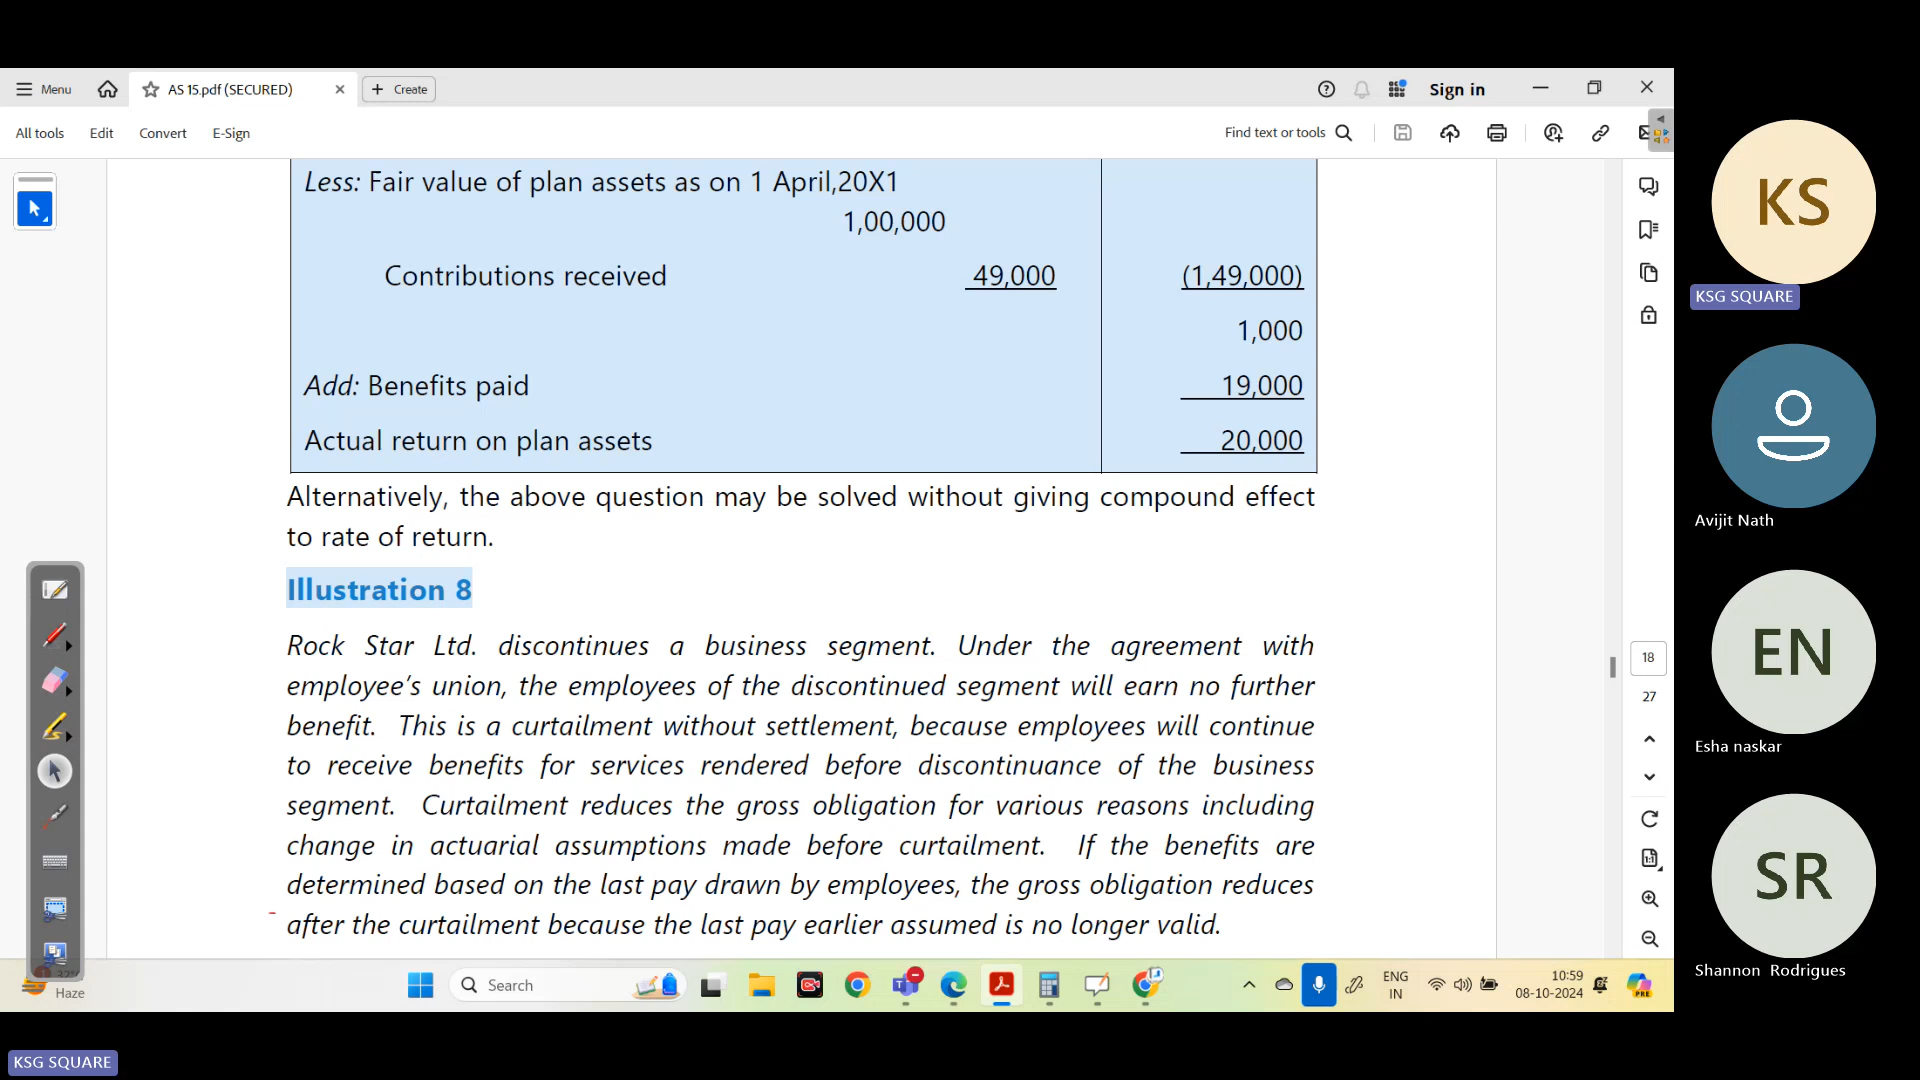 Menu
AS 15.pdf (SECURED)
Create
Sign in
All tools
Edit
Convert
E-Sign
Find text or tools
Less: Fair value of plan assets as on 1 April,20X1
1,00,000
Contributions received 49,000 (1,49,000)
1,000
Add: Benefits paid 19,000
Actual return on plan assets 20,000
Alternatively, the above question may be solved without giving compound effect
to rate of return.
Illustration 8
Rock Star Ltd. discontinues a business segment. Under the agreement with
employee’s union, the employees of the discontinued segment will earn no further
benefit. This is a curtailment without settlement, because employees will continue
to receive benefits for services rendered before discontinuance of the business
segment. Curtailment reduces the gross obligation for various reasons including
change in actuarial assumptions made before curtailment. If the benefits are
determined based on the last pay drawn by employees, the gross obligation reduces
after the curtailment because the last pay earlier assumed is no longer valid.
18
27
1:1
KS
KSG SQUARE
Avijit Nath
EN
Esha naskar
SR
Shannon Rodrigues
Haze
Search
ENG
IN
10:59
08-10-2024
PRE
KSG SQUARE